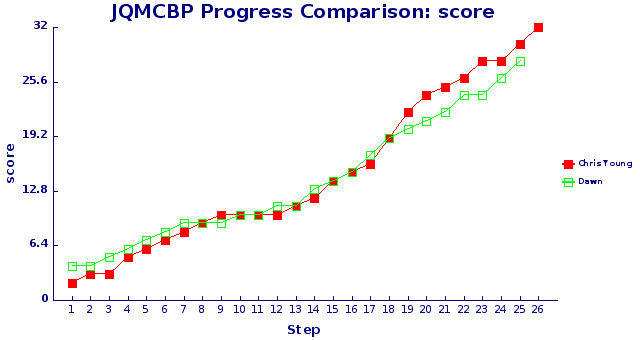 JQMCBP Progress Comparison: score
32
25.6
19.2
12.8
6.4
0
score
1 2 3 4 5 6 7 8 9 10 11 12 13 14 15 16 17 18 19 20 21 22 23 24 25 26
Step
Chris Young
Dawn